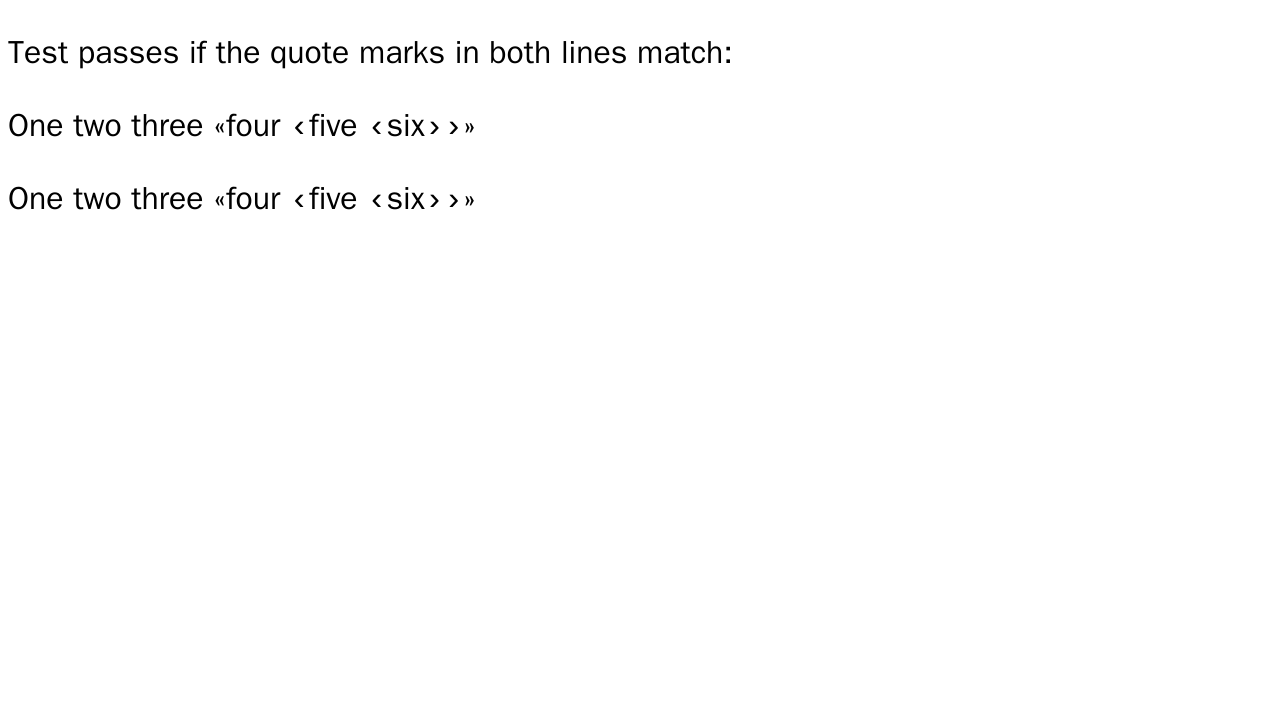 Test passes if the quote marks in both lines match:
One two three «four ‹five ‹six››»
One two three «four ‹five ‹six››»